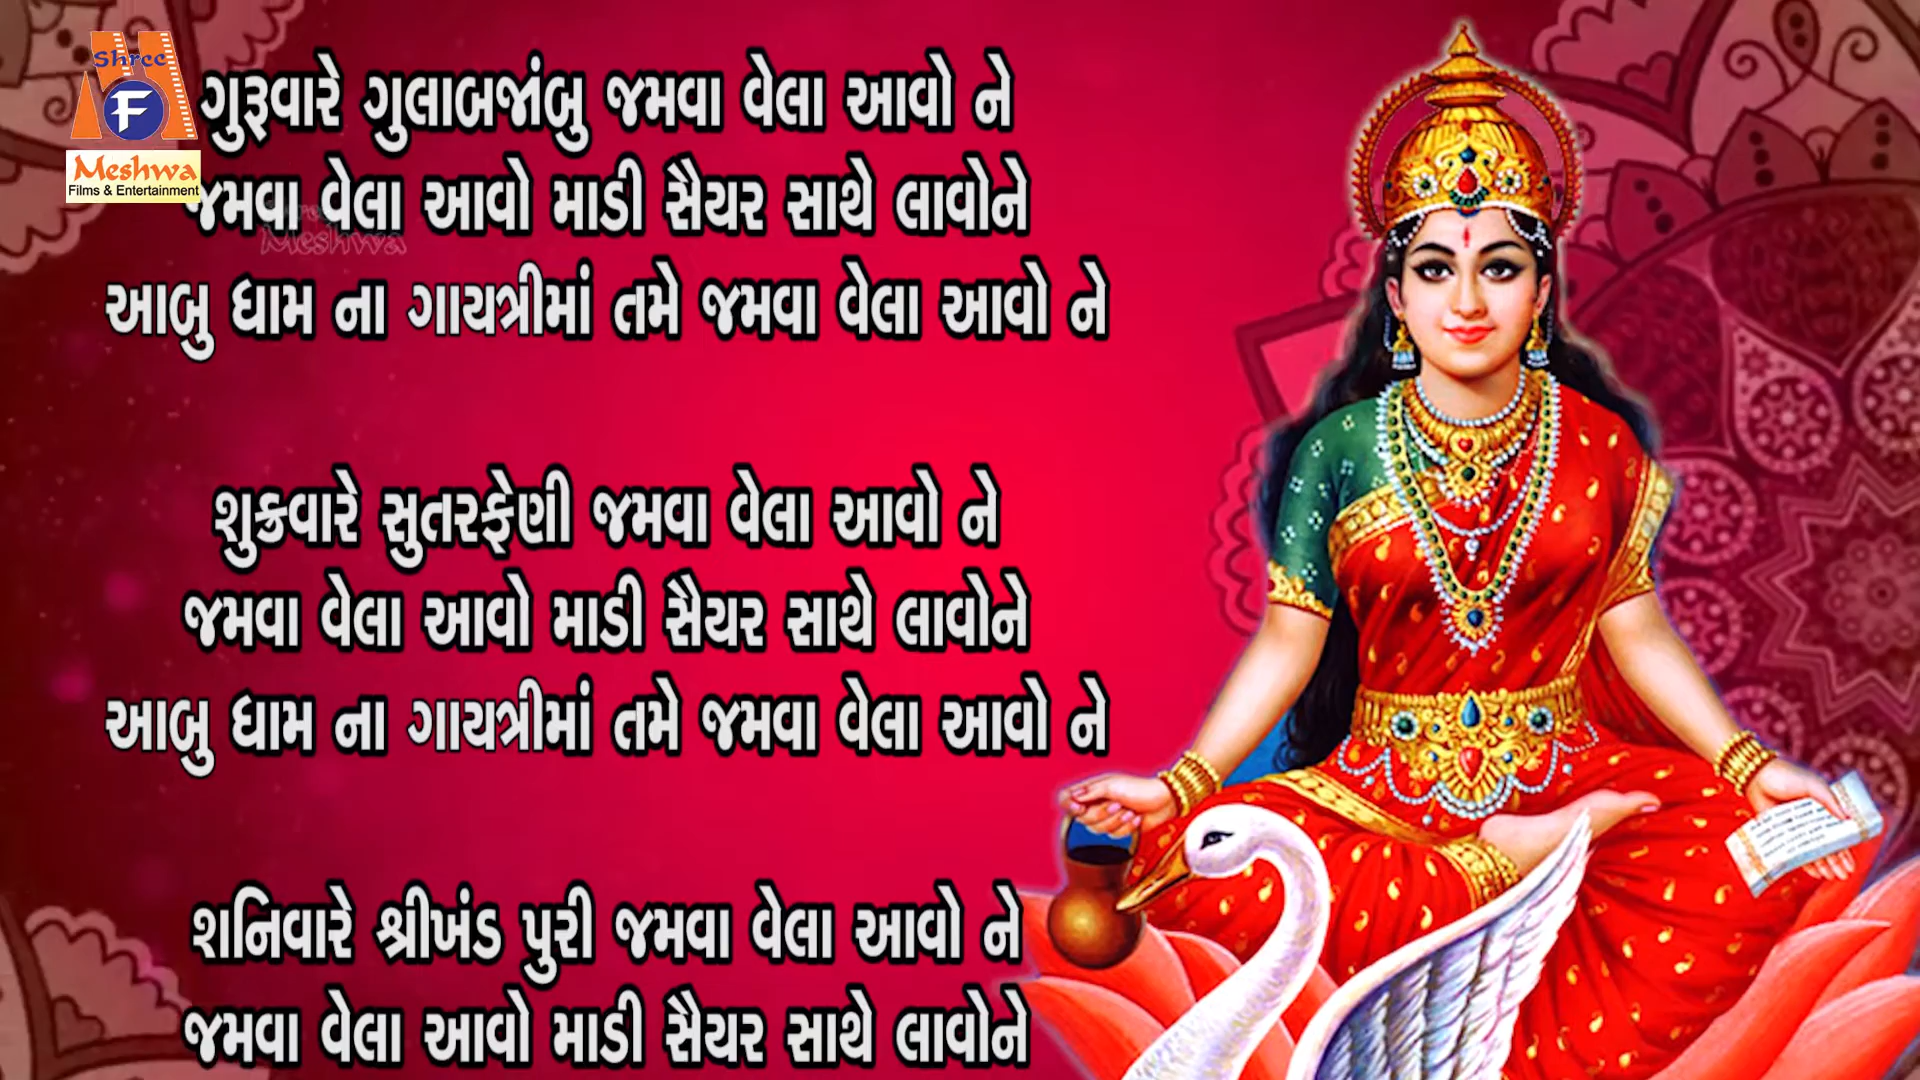 Shree
F
Meshwa
Films & Entertainment
ગુરૂવારે ગુલાબજાંબુ જમવા વેલા આવો ને
જમવા વેલા આવો માડી સૈયર સાથે લાવોને
Meshwa
આબુ ધામ ના ગાયત્રીમાં તમે જમવા વેલા આવો ને
શુક્રવારે સુતરફેણી જમવા વેલા આવો ને
જમવા વેલા આવો માડી સૈયર સાથે લાવોને
આબુ ધામ ના ગાયત્રીમાં તમે જમવા વેલા આવો ને
શનિવારે શ્રીખંડ પુરી જમવા વેલા આવો ને
જમવા વેલા આવો માડી સૈયર સાથે લાવોને